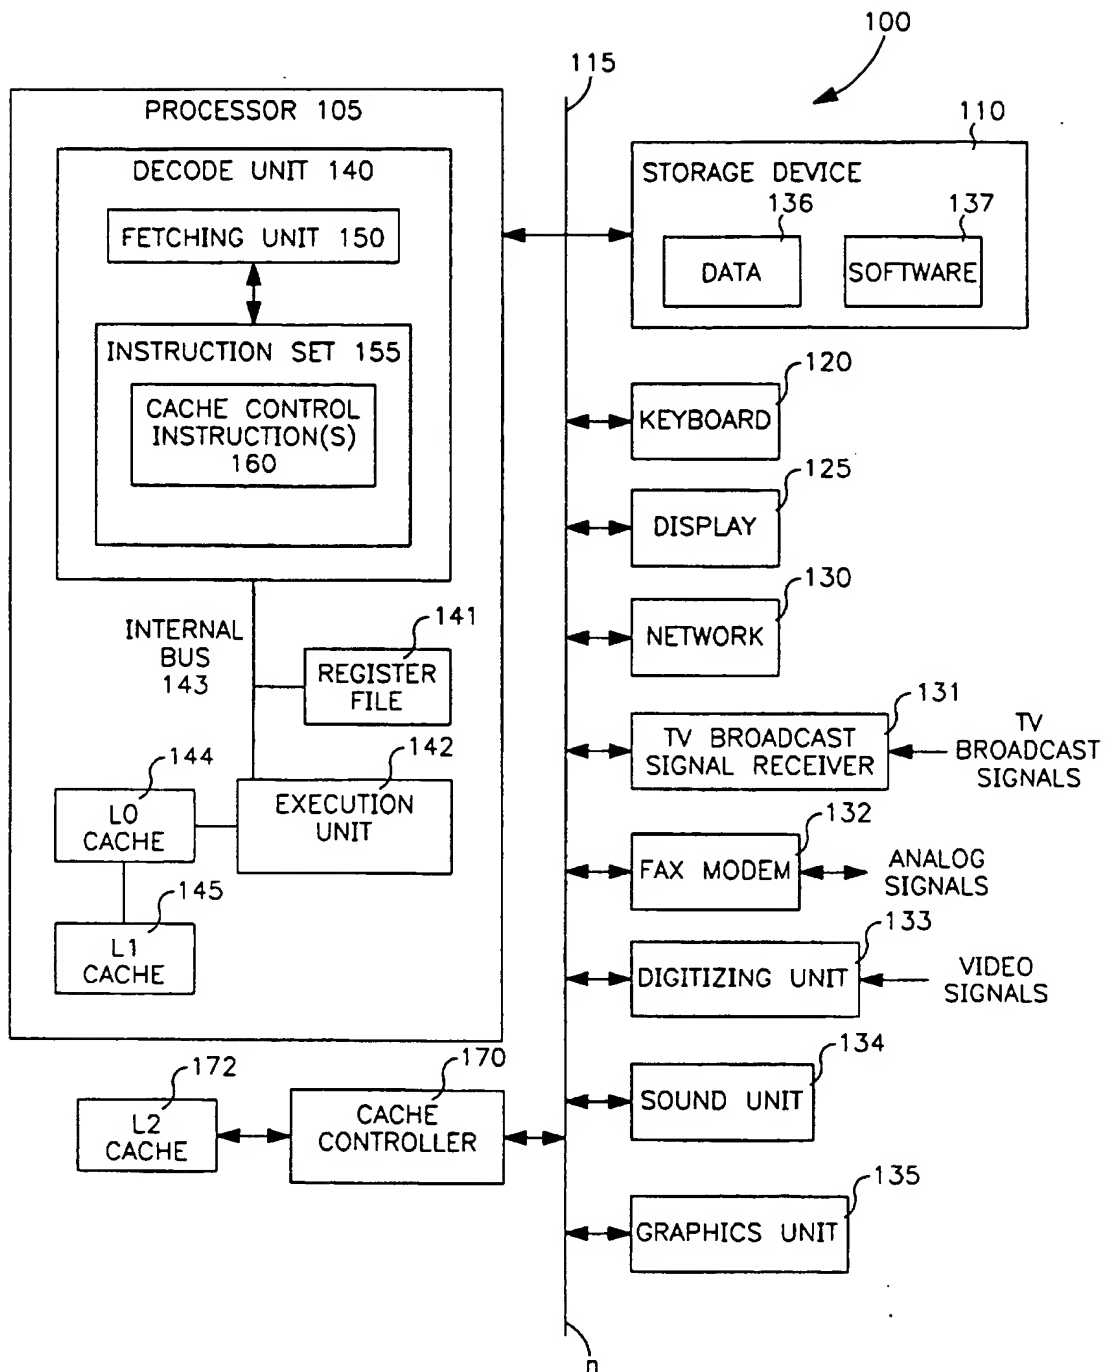 100
115
PROCESSOR 105
110
DECODE UNIT 140
STORAGE DEVICE
136
137
FETCHING UNIT 150
DATA
SOFTWARE
INSTRUCTION SET 155
CACHE CONTROL
INSTRUCTION(S)
160
120
KEYBOARD
125
DISPLAY
130
NETWORK
INTERNAL
BUS
143
141
REGISTER
FILE
131
TV BROADCAST
SIGNAL RECEIVER
TV
BROADCAST
SIGNALS
144
L0
CACHE
142
EXECUTION
UNIT
132
FAX MODEM
ANALOG
SIGNALS
145
L1
CACHE
133
DIGITIZING UNIT
VIDEO
SIGNALS
134
SOUND UNIT
172
L2
CACHE
170
CACHE
CONTROLLER
135
GRAPHICS UNIT